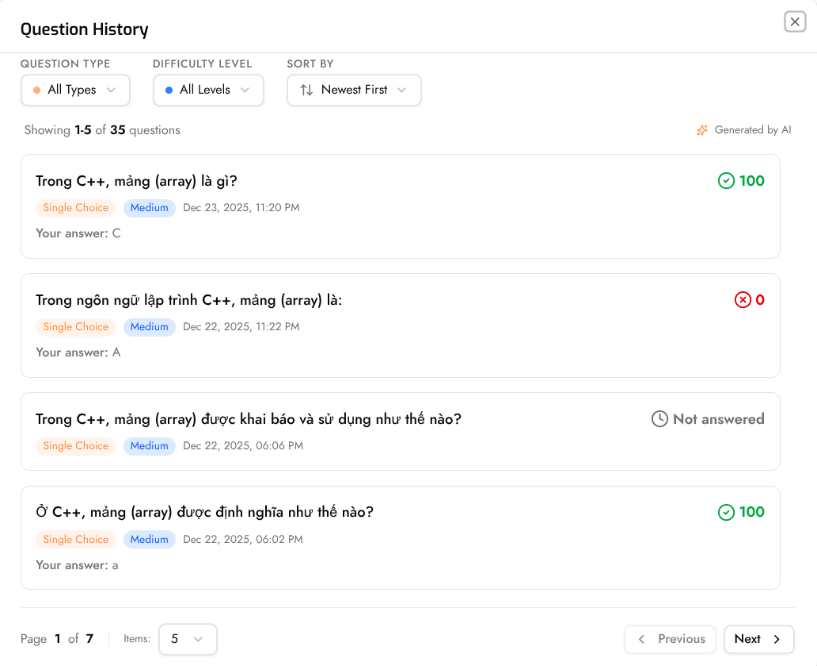 Question History
QUESTION TYPE
DIFFICULTY LEVEL
SORT BY
All Types
All Levels
Newest First
Showing 1-5 of 35 questions
Generated by AI
Trong C++, mảng (array) là gì?
100
Single Choice Medium Dec 23, 2025, 11:20 PM
Your answer: C
Trong ngôn ngữ lập trình C++, mảng (array) là:
0
Single Choice Medium Dec 22, 2025, 11:22 PM
Your answer: A
Trong C++, mảng (array) được khai báo và sử dụng như thế nào?
Not answered
Single Choice Medium Dec 22, 2025, 06:06 PM
Ở C++, mảng (array) được định nghĩa như thế nào?
100
Single Choice Medium Dec 22, 2025, 06:02 PM
Your answer: a
Page 1 of 7
Items: 5
Previous
Next